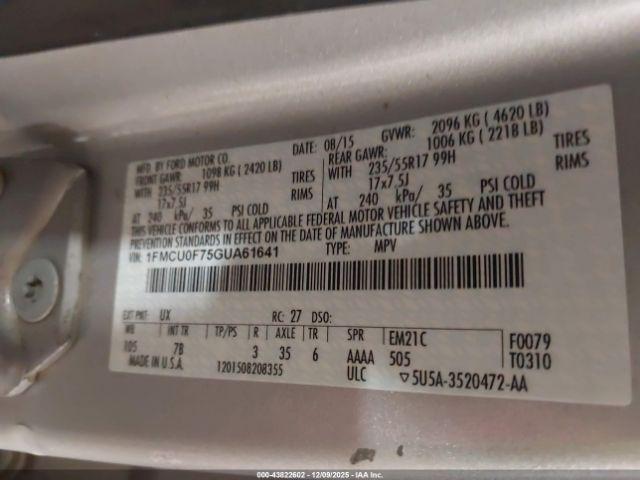 MFD. BY FORD MOTOR CO.
DATE: 08/15 GVWR: 2096 KG ( 4620 LB)
FRONT GAWR: 1098 KG ( 2420 LB)
REAR GAWR: 1006 KG ( 2218 LB)
WITH 235/55R17 99H TIRES
WITH 235/55R17 99H TIRES
17x7.5J RIMS
17x7.5J RIMS
AT 240 kPa/ 35 PSI COLD
AT 240 kPa/ 35 PSI COLD
THIS VEHICLE CONFORMS TO ALL APPLICABLE FEDERAL MOTOR VEHICLE SAFETY AND THEFT
PREVENTION STANDARDS IN EFFECT ON THE DATE OF MANUFACTURE SHOWN ABOVE.
VIN: 1FMCU0F75GUA61641 TYPE: MPV
EXT PNT: UX RC: 27 DSO:
WB INT TR TP/PS R AXLE TR SPR EM21C F0079
105 7B 3 35 6 AAAA 505 T0310
MADE IN U.S.A. 1201508208355 ULC ▽5U5A-3520472-AA
000-43822602 - 12/09/2025 - IAA Inc.